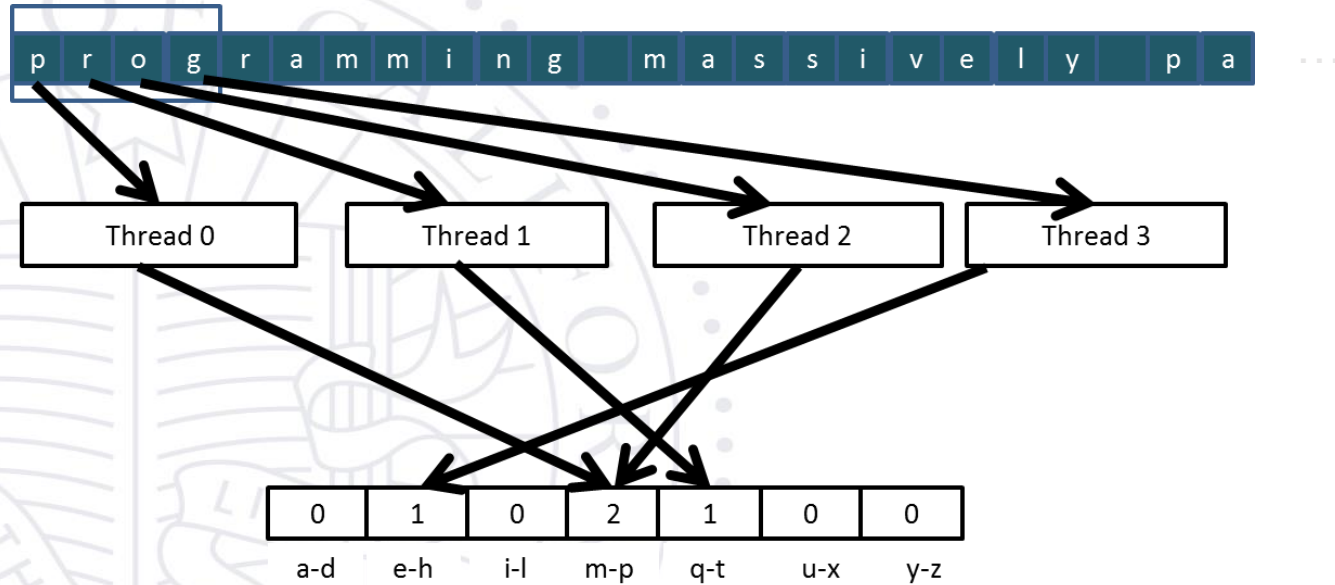 p r o g r a m m i n g m a s s i v e l y p a ...
Thread 0 Thread 1 Thread 2 Thread 3
0 1 0 2 1 0 0
a-d e-h i-l m-p q-t u-x y-z